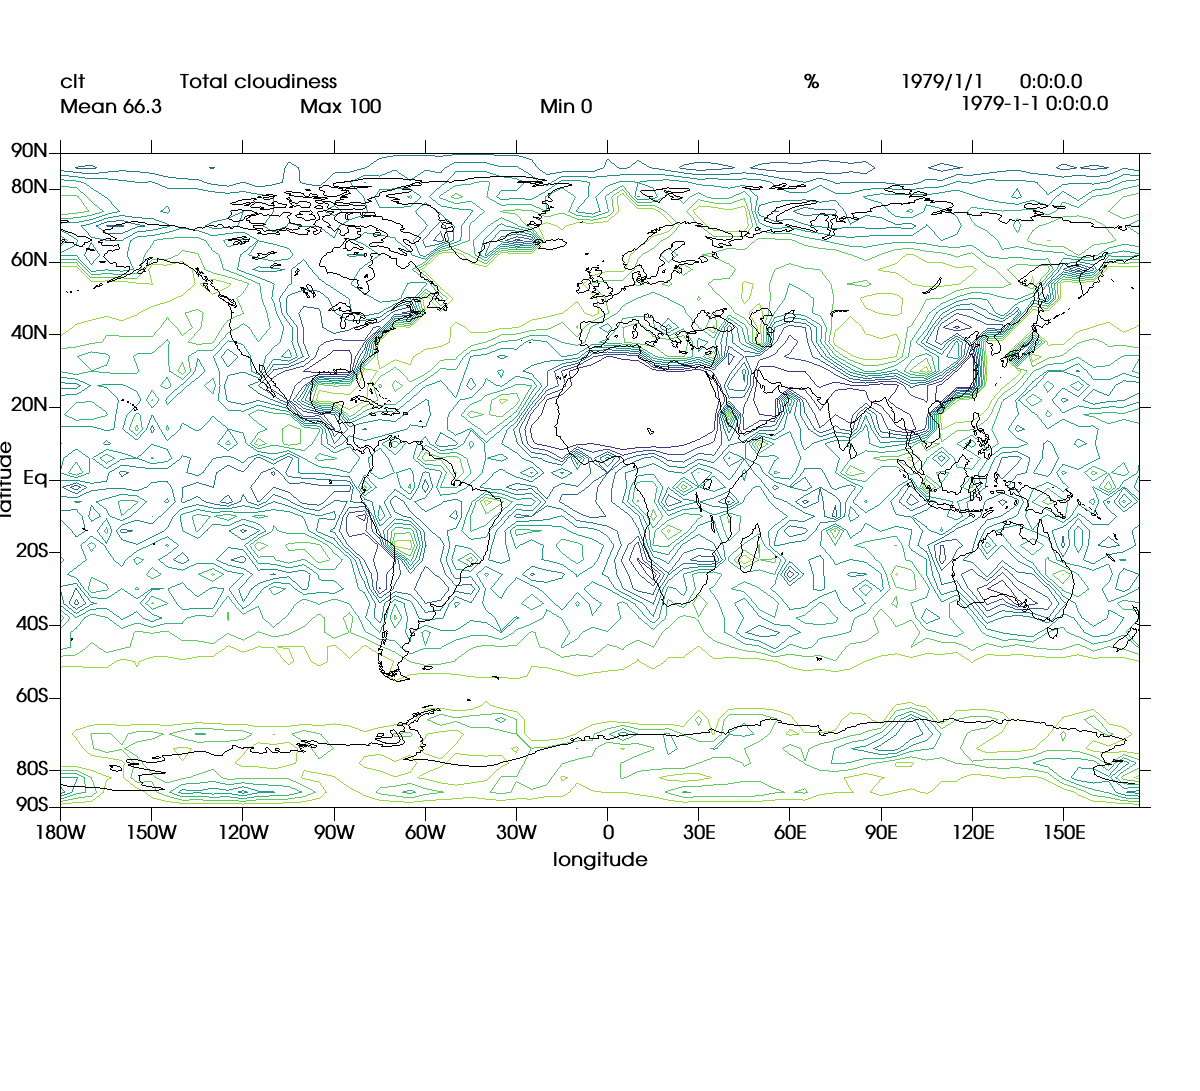 clt Total cloudiness % 1979/1/1 0:0:0.0
Mean 66.3 Max 100 Min 0 1979-1-1 0:0:0.0
90N
80N
60N
40N
20N
Eq
20S
40S
60S
80S
90S
latitude
180W 150W 120W 90W 60W 30W 0 30E 60E 90E 120E 150E
longitude